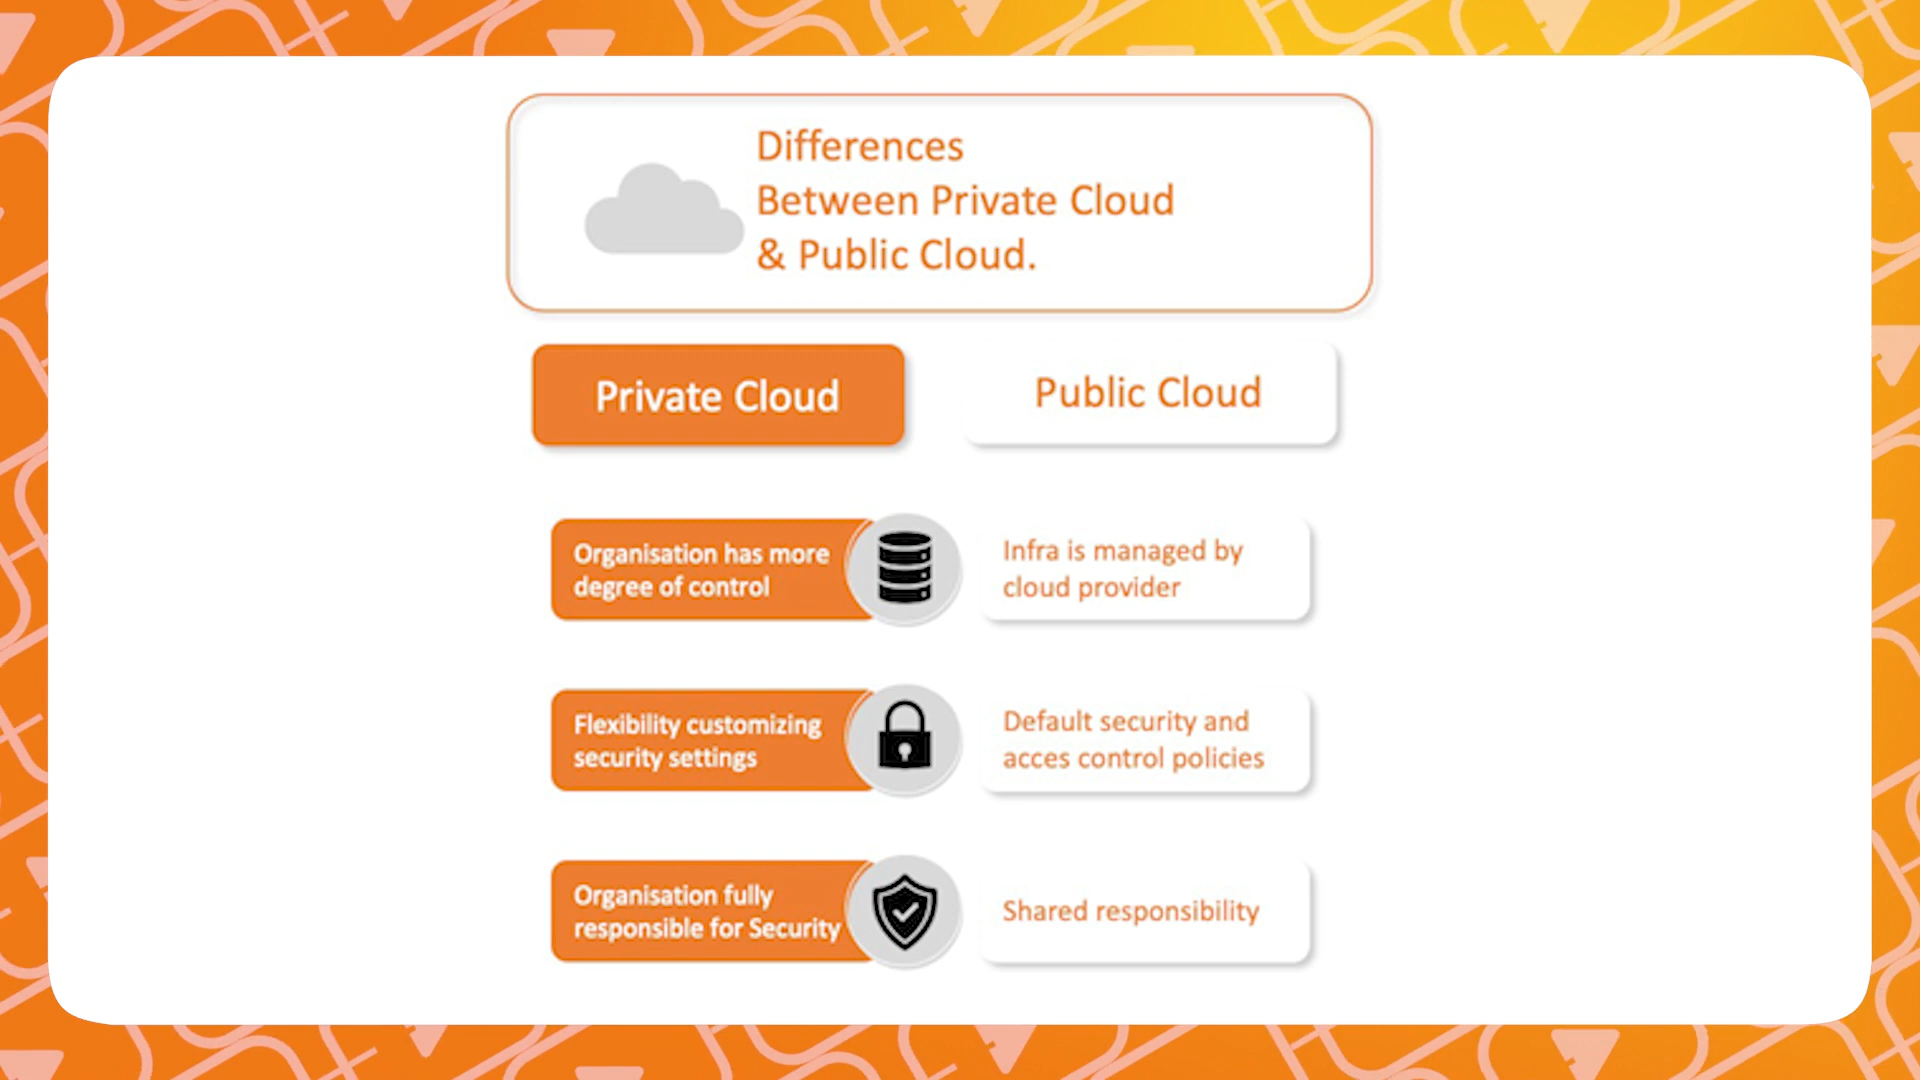 Differences
Between Private Cloud
& Public Cloud.
Private Cloud
Public Cloud
Organisation has more
degree of control
Infra is managed by
cloud provider
Flexibility customizing
security settings
Default security and
acces control policies
Organisation fully
responsible for Security
Shared responsibility